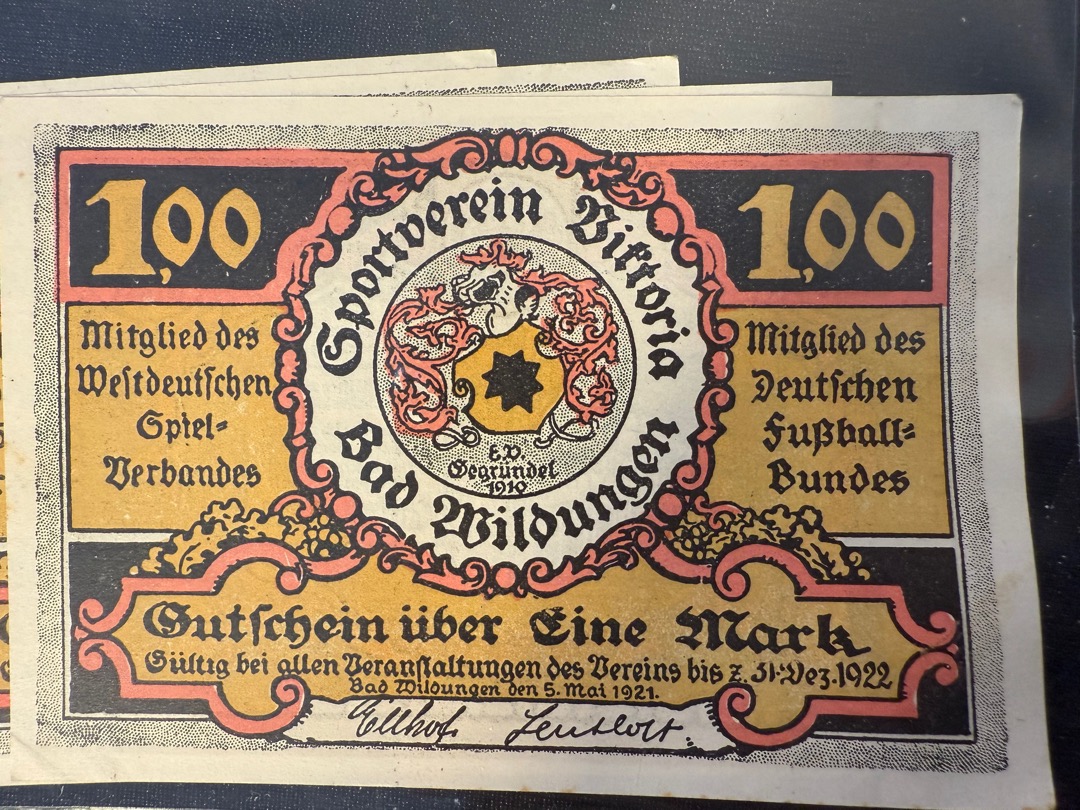 1,00
1,00
Sportverein Viktoria
Bad Wildungen
E.V.
Gegründet
1910
Mitglied des
Westdeutschen
Spiel=
Verbandes
Mitglied des
Deutschen
Fußball=
Bundes
Gutschein über Eine Mark
Gültig bei allen Veranstaltungen des Vereins bis z. 31. Dez. 1922
Bad Wildungen den 5. Mai 1921.
Ellhof.